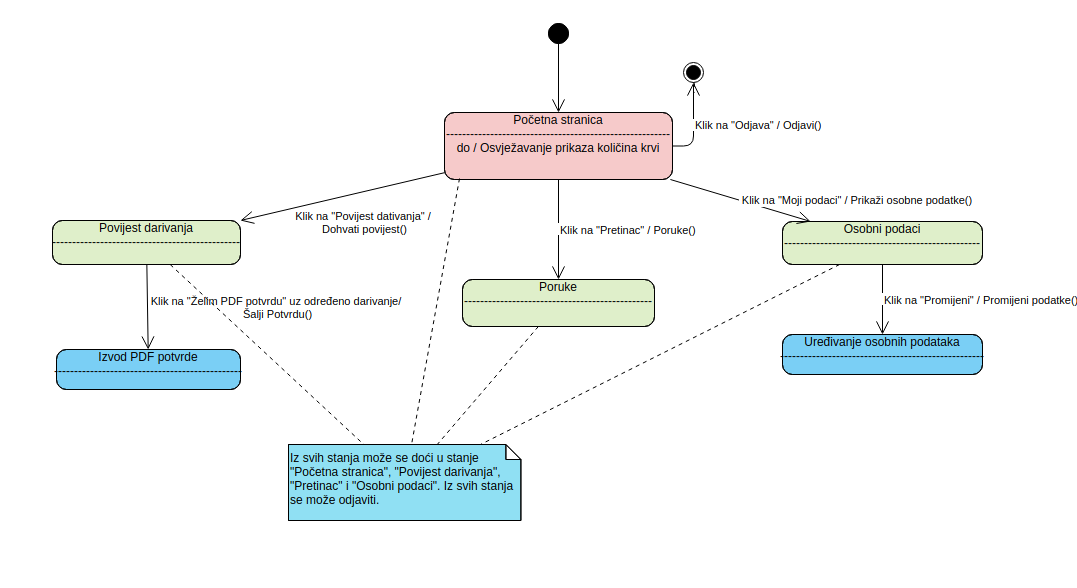 Početna stranica
do / Osvježavanje prikaza količina krvi
Klik na "Odjava" / Odjavi()
Klik na "Povijest dativanja" /
Dohvati povijest()
Klik na "Pretinac" / Poruke()
Klik na "Moji podaci" / Prikaži osobne podatke()
Povijest darivanja
Poruke
Osobni podaci
Klik na "Želim PDF potvrdu" uz određeno darivanje/
Šalji Potvrdu()
Klik na "Promijeni" / Promijeni podatke()
Izvod PDF potvrde
Uređivanje osobnih podataka
Iz svih stanja može se doći u stanje
"Početna stranica", "Povijest darivanja",
"Pretinac" i "Osobni podaci". Iz svih stanja
se može odjaviti.